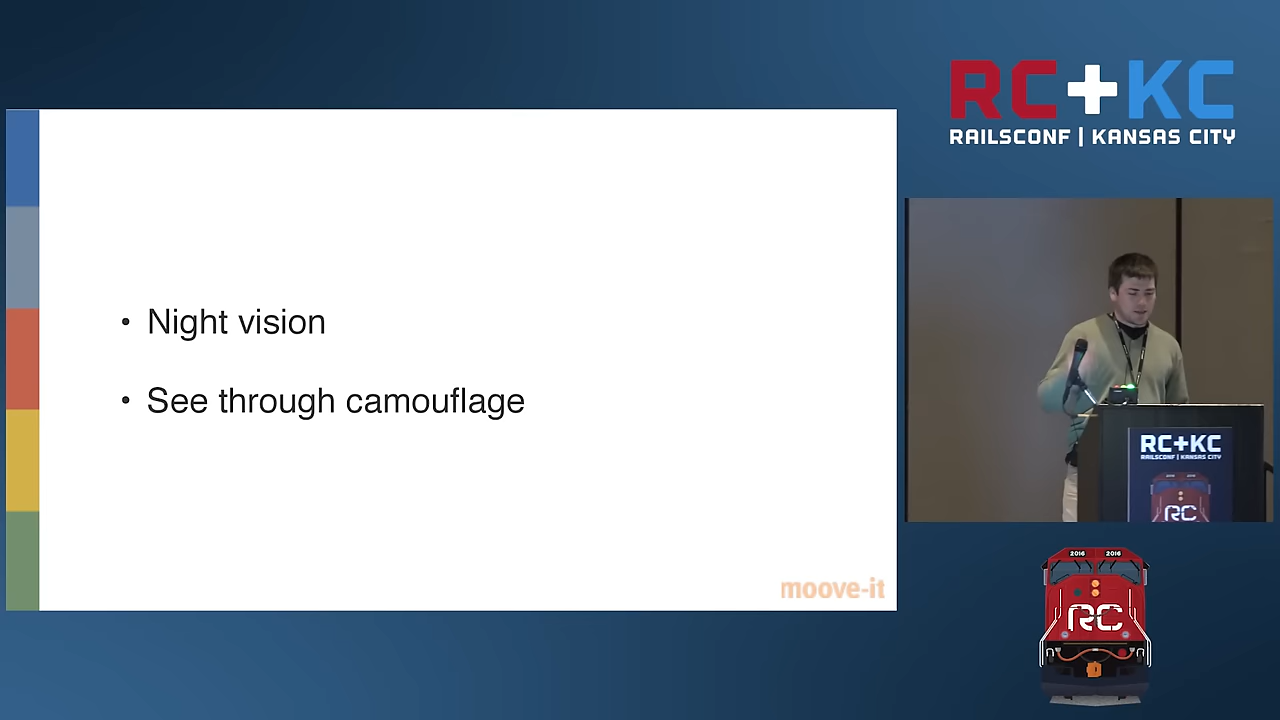 RC+KC
RAILSCONF | KANSAS CITY
• Night vision
• See through camouflage
moove-it
RC+KC
RAILSCONF | KANSAS CITY
RC
2016 2016
RC